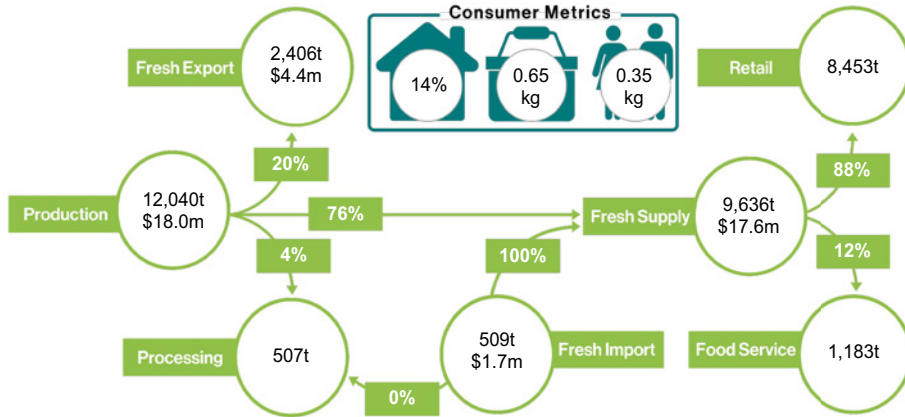 Consumer Metrics
Fresh Export
2,406t
$4.4m
14%
0.65
kg
0.35
kg
Retail
8,453t
20%
88%
Production
12,040t
$18.0m
76%
Fresh Supply
9,636t
$17.6m
4%
100%
12%
Processing
507t
509t
$1.7m
Fresh Import
Food Service
1,183t
0%